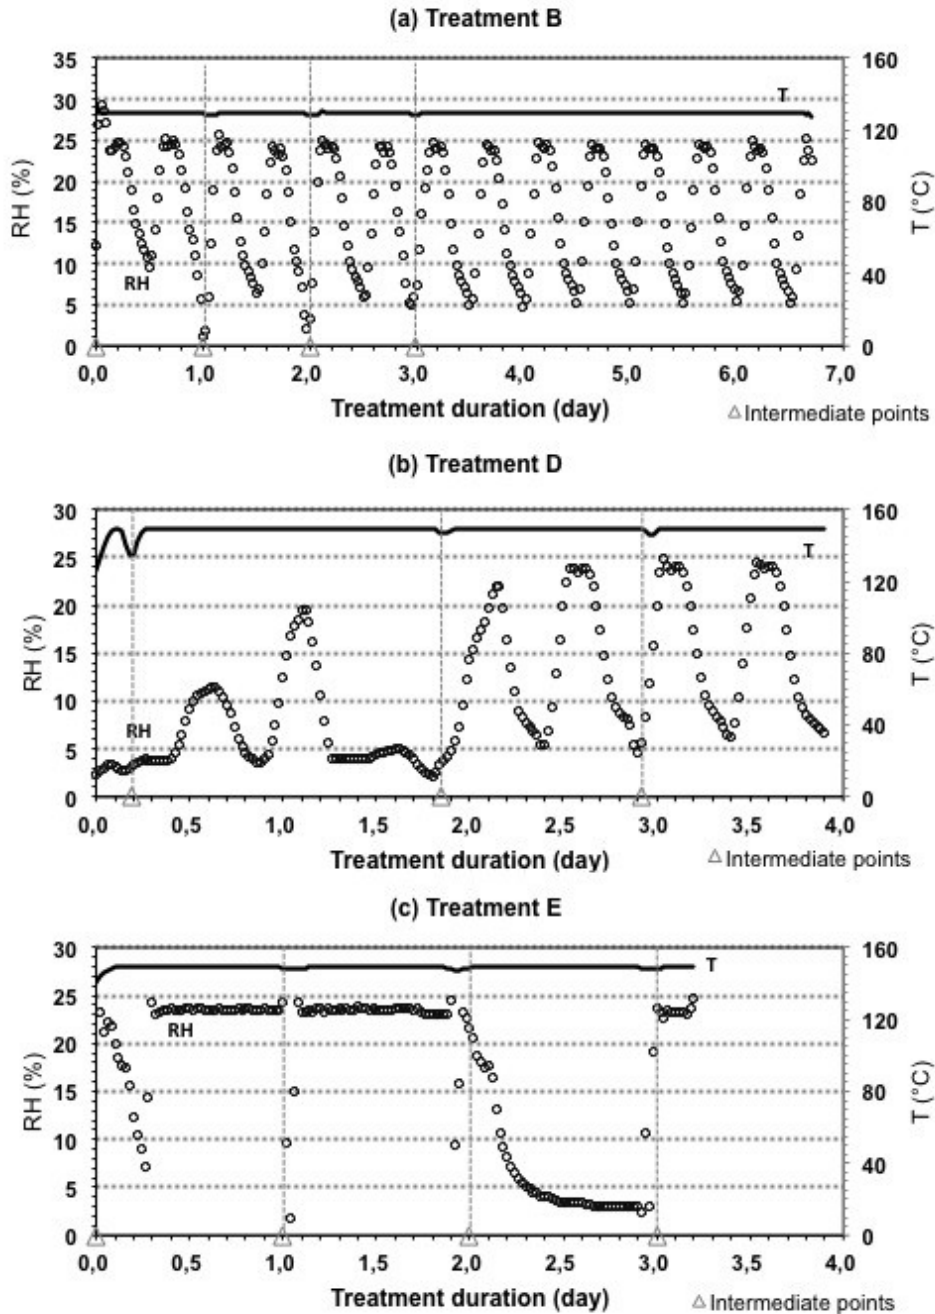 (a) Treatment B
35
30
25
20
15
10
5
0
RH (%)
160
120
80
40
0
T (°C)
T
RH
0,0 1,0 2,0 3,0 4,0 5,0 6,0 7,0
Treatment duration (day)
△ Intermediate points
(b) Treatment D
30
25
20
15
10
5
0
RH (%)
160
120
80
40
0
T (°C)
T
RH
0,0 0,5 1,0 1,5 2,0 2,5 3,0 3,5 4,0
Treatment duration (day)
△ Intermediate points
(c) Treatment E
30
25
20
15
10
5
0
RH (%)
160
120
80
40
0
T (°C)
T
RH
0,0 0,5 1,0 1,5 2,0 2,5 3,0 3,5 4,0
Treatment duration (day)
△ Intermediate points